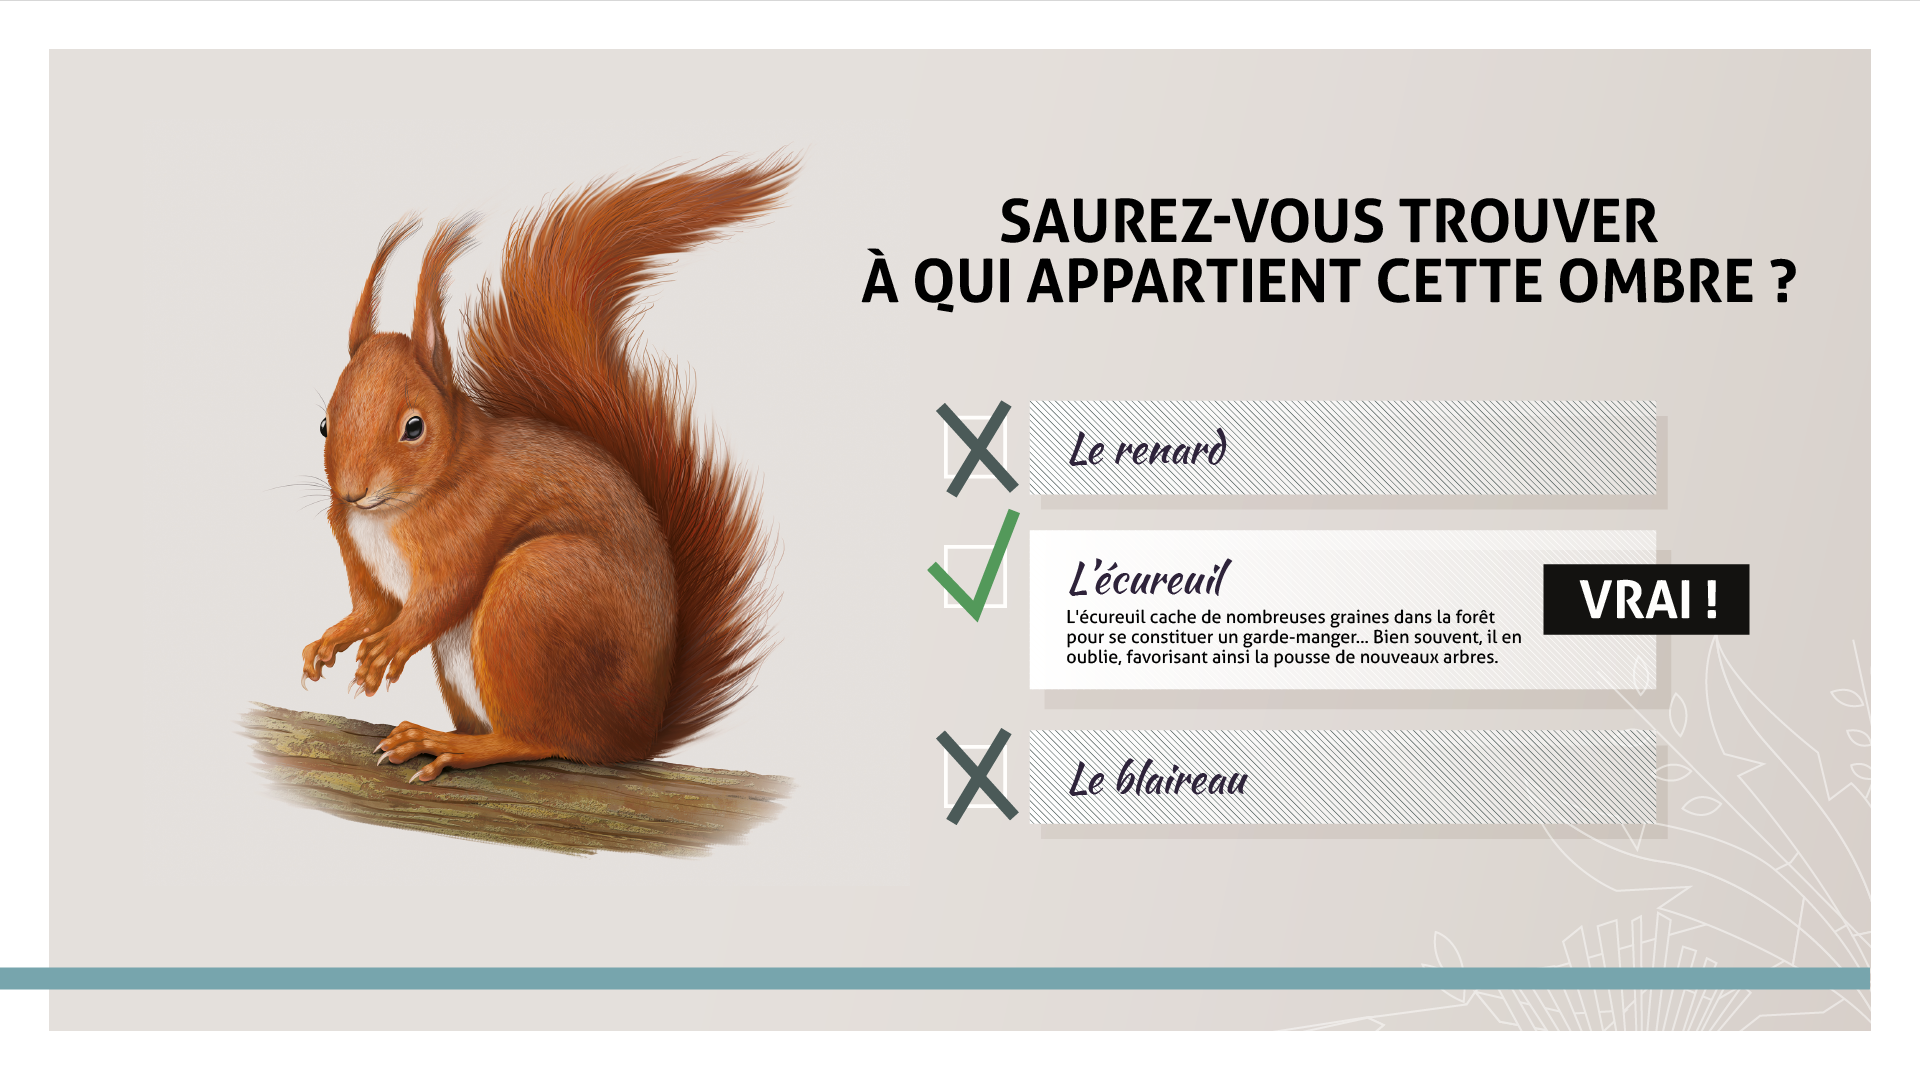 SAUREZ-VOUS TROUVER
À QUI APPARTIENT CETTE OMBRE ?
Le renard
L'écureuil
L'écureuil cache de nombreuses graines dans la forêt
pour se constituer un garde-manger... Bien souvent, il en
oublie, favorisant ainsi la pousse de nouveaux arbres.
VRAI !
Le blaireau